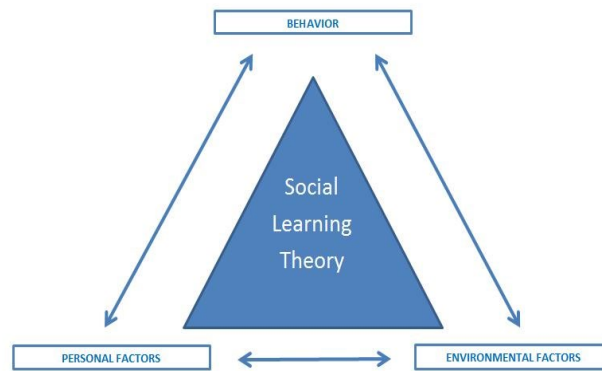 BEHAVIOR
Social
Learning
Theory
PERSONAL FACTORS
ENVIRONMENTAL FACTORS